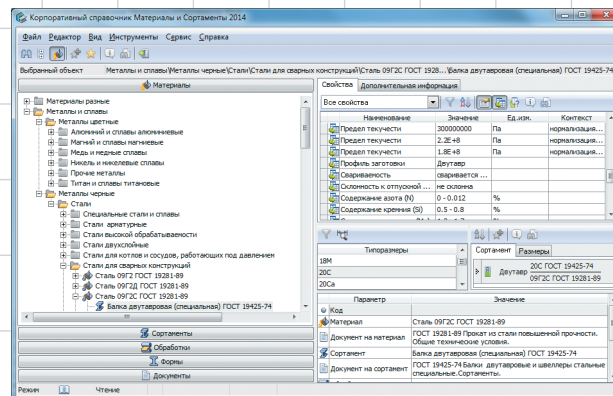 Корпоративный справочник Материалы и Сортаменты 2014
Файл Редактор Вид Инструменты Сервис Справка
Выбранный объект Металлы и сплавы\Металлы черные\Стали\Стали для сварных конструкций\Сталь 09Г2С ГОСТ 1928...\Балка двутавровая (специальная) ГОСТ 19425-74
Материалы
Материалы разные
Металлы и сплавы
Металлы цветные
Алюминий и сплавы алюминиевые
Магний и сплавы магниевые
Медь и медные сплавы
Никель и никелевые сплавы
Прочие металлы
Титан и сплавы титановые
Металлы черные
Стали
Специальные стали и сплавы
Стали арматурные
Стали высокой обрабатываемости
Стали двухслойные
Стали для котлов и сосудов, работающих под давлением
Стали для сварных конструкций
Сталь 09Г2 ГОСТ 19281-89
Сталь 09Г2Д ГОСТ 19281-89
Сталь 09Г2С ГОСТ 19281-89
Балка двутавровая (специальная) ГОСТ 19425-74
Сортаменты
Обработки
Формы
Документы
Режим Чтение
Свойства Дополнительная информация
Все свойства
Наименование Значение Ед.изм. Контекст
Предел текучести 300000000 Па нормализация...
Предел текучести 2.2E+8 Па нормализация...
Предел текучести 1.8E+8 Па нормализация...
Профиль заготовки Двутавр
Свариваемость сваривается ...
Склонность к отпускной ... не склонна
Содержание азота (N) 0 - 0.012 %
Содержание кремния (Si) 0.5 - 0.8 %
Типоразмеры
18М
20С
20Са
Сортамент Размеры
Двутавр 20С ГОСТ 19425-74
09Г2С ГОСТ 19281-89
Параметр Значение
Код
Материал Сталь 09Г2С ГОСТ 19281-89
Документ на материал ГОСТ 19281-89 Прокат из стали повышенной прочности.
Общие технические условия.
Сортамент Балка двутавровая (специальная) ГОСТ 19425-74
Документ на сортамент ГОСТ 19425-74 Балки двутавровые и швеллеры стальные
специальные.Сортаменты.